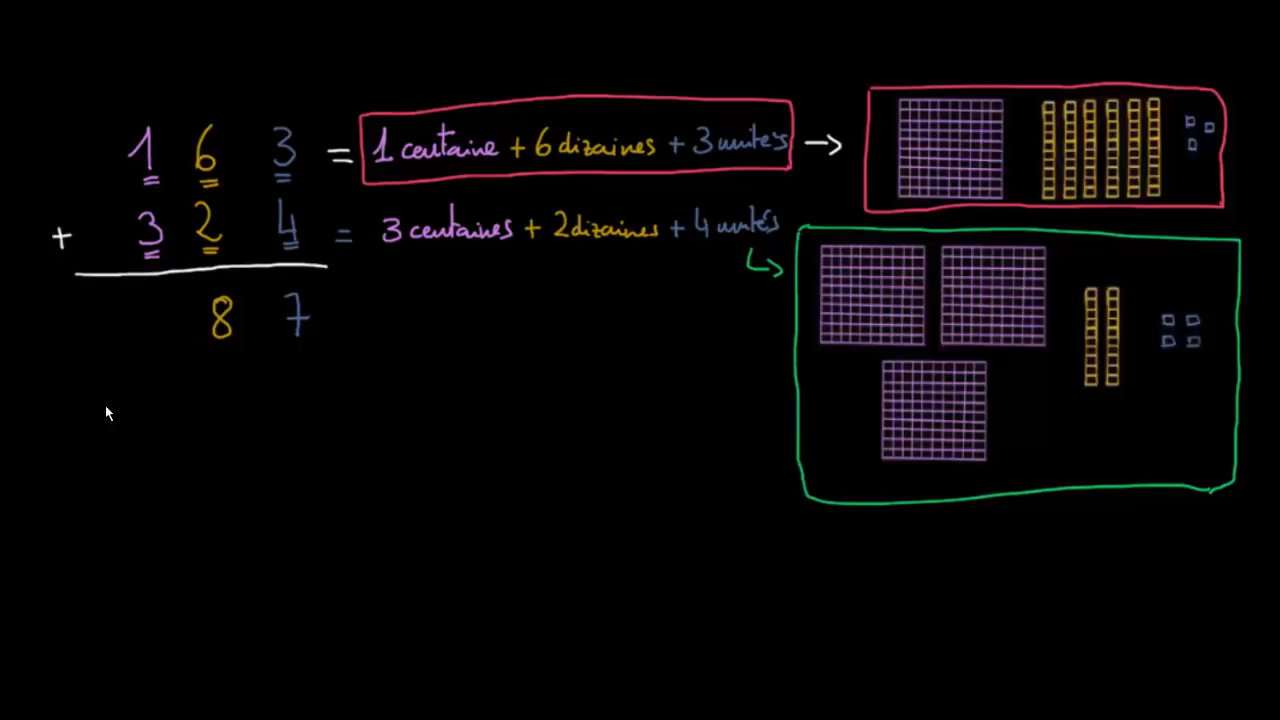 1 6 3 = 1 centaine + 6 dizaines + 3 unités →
+ 3 2 4 = 3 centaines + 2 dizaines + 4 unités
8 7